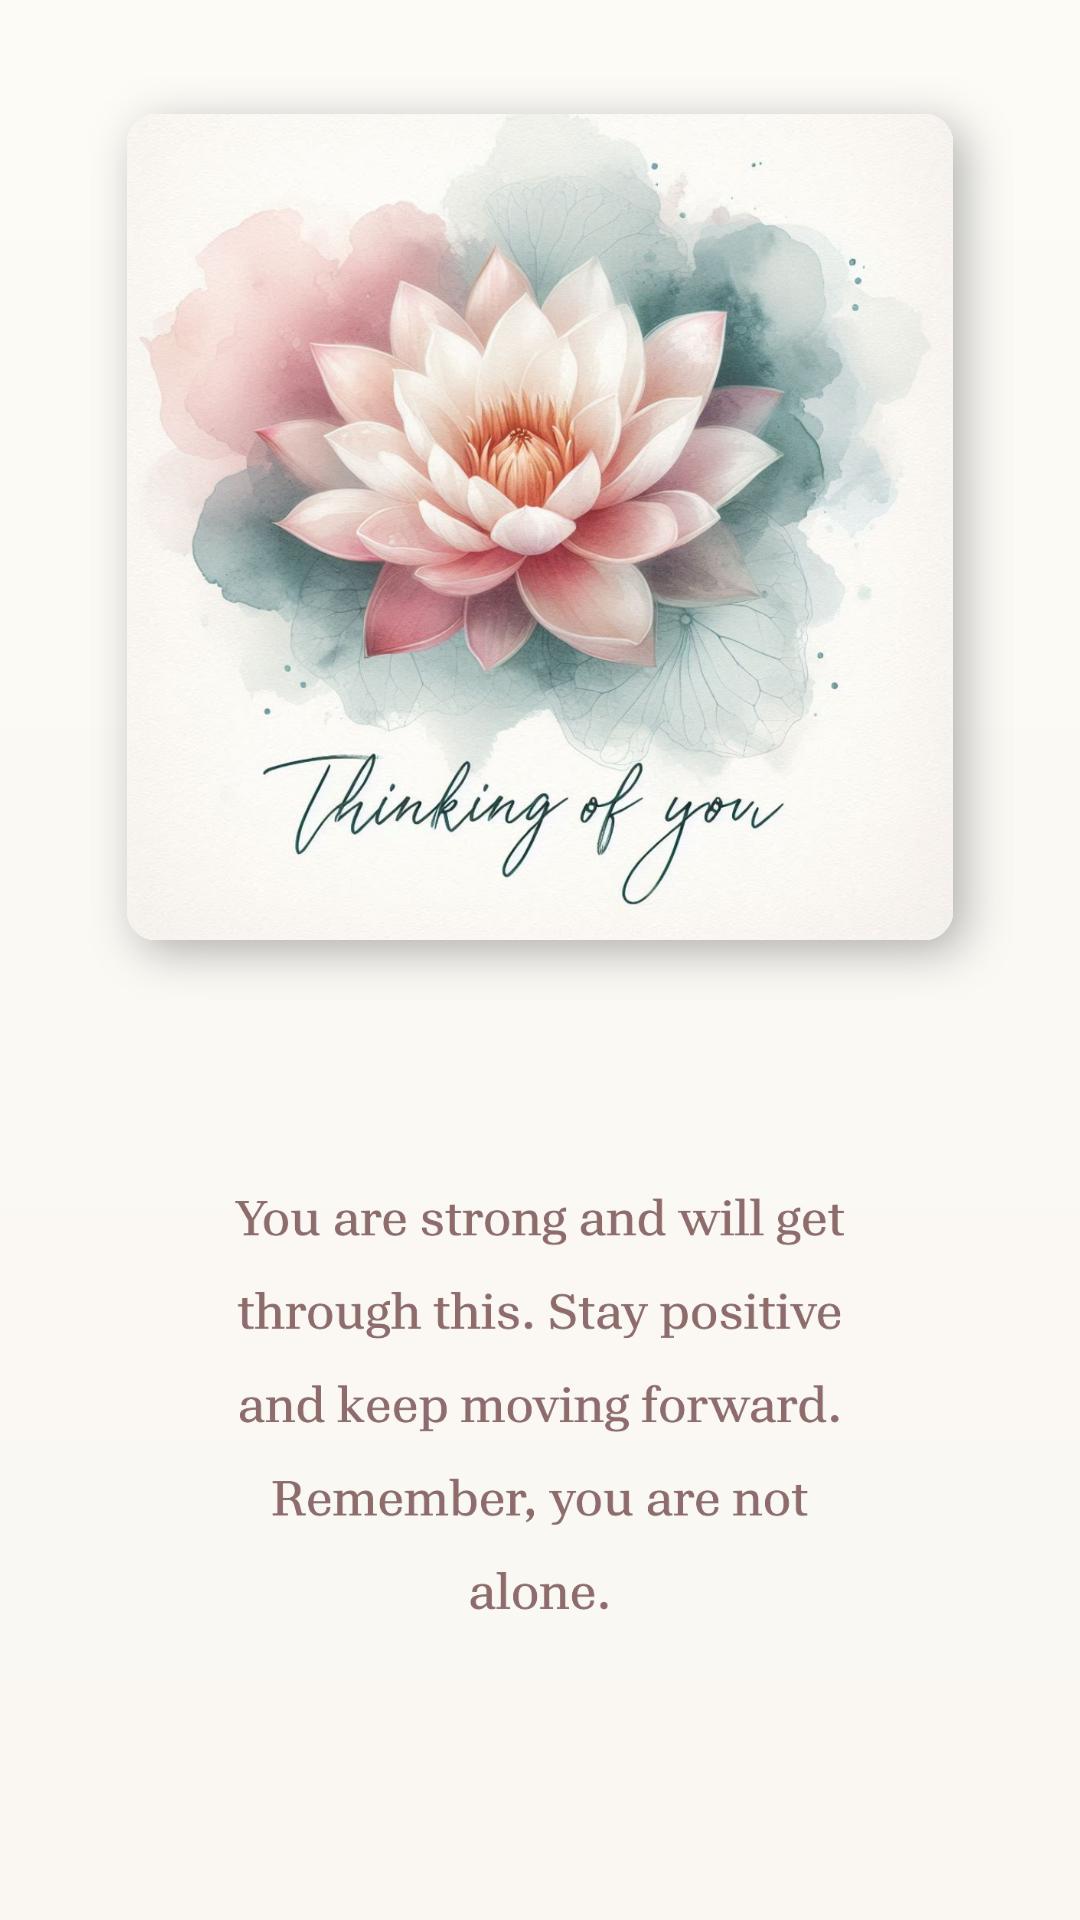 Thinking of you
You are strong and will get
through this. Stay positive
and keep moving forward.
Remember, you are not
alone.